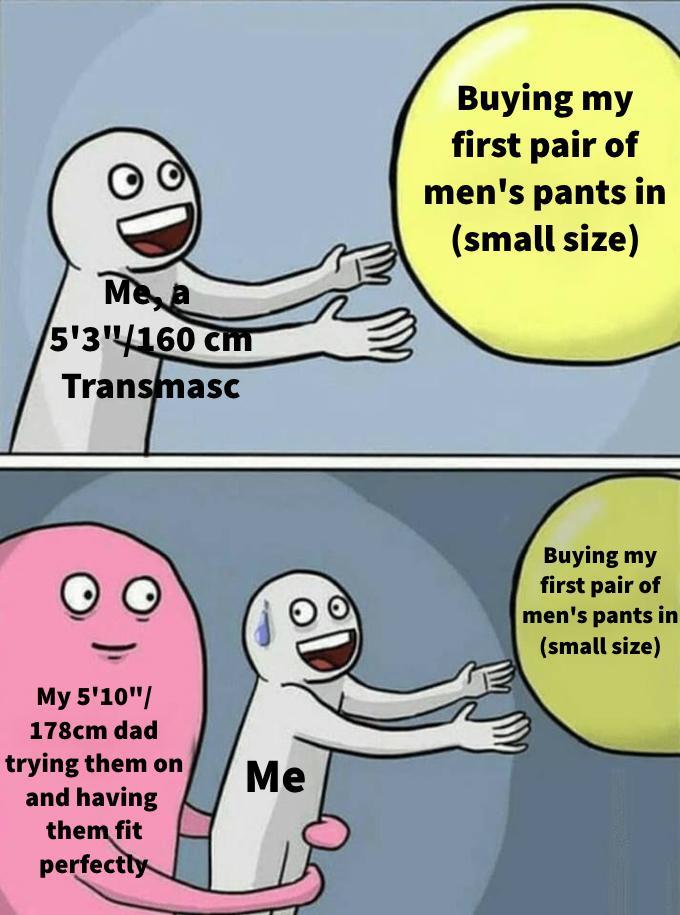 Buying my
first pair of
men's pants in
(small size)
Me, a
5'3"/160 cm
Transmasc
Buying my
first pair of
men's pants in
(small size)
My 5'10"/
178cm dad
trying them on
and having
them fit
perfectly
Me